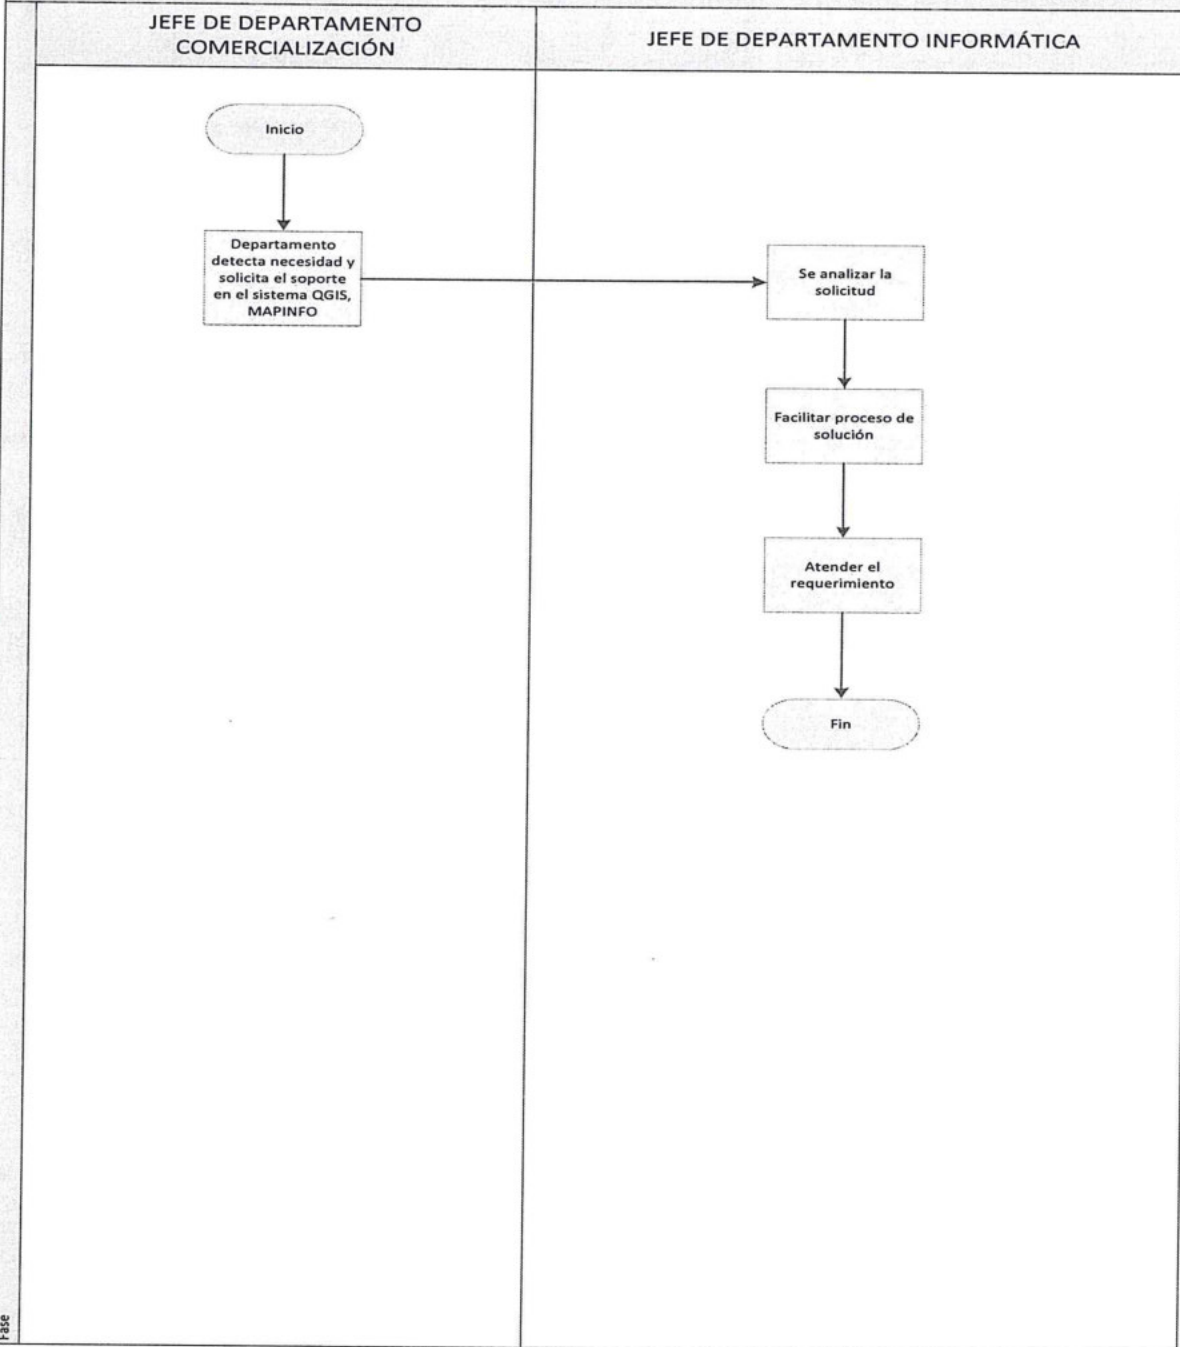 JEFE DE DEPARTAMENTO
COMERCIALIZACIÓN
JEFE DE DEPARTAMENTO INFORMÁTICA
Inicio
Departamento
detecta necesidad y
solicita el soporte
en el sistema QGIS,
MAPINFO
Se analizar la
solicitud
Facilitar proceso de
solución
Atender el
requerimiento
Fin
Fase